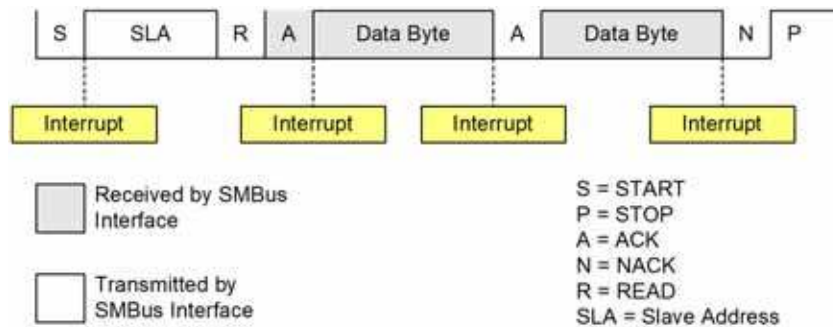 S SLA R A Data Byte A Data Byte N P
Interrupt Interrupt Interrupt Interrupt
Received by SMBus
Interface
Transmitted by
SMBus Interface
S = START
P = STOP
A = ACK
N = NACK
R = READ
SLA = Slave Address